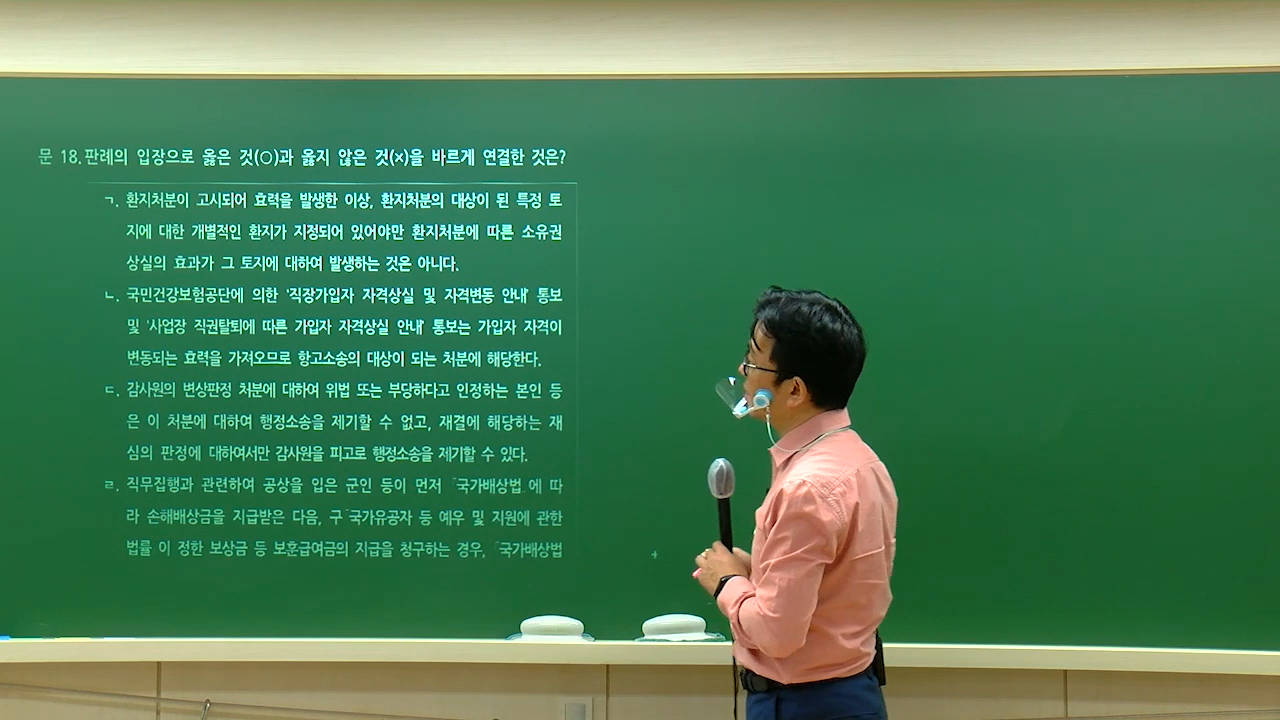 문 18. 판례의 입장으로 옳은 것(○)과 옳지 않은 것(×)을 바르게 연결한 것은?
ㄱ. 환지처분이 고시되어 효력을 발생한 이상, 환지처분의 대상이 된 특정 토
지에 대한 개별적인 환지가 지정되어 있어야만 환지처분에 따른 소유권
상실의 효과가 그 토지에 대하여 발생하는 것은 아니다.
ㄴ. 국민건강보험공단에 의한 '직장가입자 자격상실 및 자격변동 안내' 통보
및 '사업장 직권탈퇴에 따른 가입자 자격상실 안내' 통보는 가입자 자격이
변동되는 효력을 가져오므로 항고소송의 대상이 되는 처분에 해당한다.
ㄷ. 감사원의 변상판정 처분에 대하여 위법 또는 부당하다고 인정하는 본인 등
은 이 처분에 대하여 행정소송을 제기할 수 없고, 재결에 해당하는 재
심의 판정에 대하여서만 감사원을 피고로 행정소송을 제기할 수 있다.
ㄹ. 직무집행과 관련하여 공상을 입은 군인 등이 먼저 「국가배상법」에 따
라 손해배상금을 지급받은 다음, 구「국가유공자 등 예우 및 지원에 관한
법률」이 정한 보상금 등 보훈급여금의 지급을 청구하는 경우, 「국가배상법